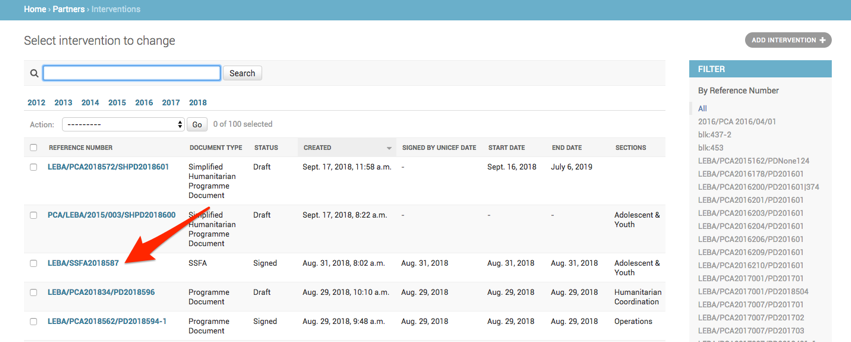 Home › Partners › Interventions
Select intervention to change
ADD INTERVENTION +
Search
2012 2013 2014 2015 2016 2017 2018
Action: --------- Go 0 of 100 selected
REFERENCE NUMBER DOCUMENT TYPE STATUS CREATED SIGNED BY UNICEF DATE START DATE END DATE SECTIONS
LEBA/PCA2018572/SHPD2018601 Simplified Draft Sept. 17, 2018, 11:58 a.m. - Sept. 16, 2018 July 6, 2019
Humanitarian
Programme
Document
PCA/LEBA/2015/003/SHPD2018600 Simplified Draft Sept. 17, 2018, 8:22 a.m. - - - Adolescent &
Humanitarian Youth
Programme
Document
LEBA/SSFA2018587 SSFA Signed Aug. 31, 2018, 8:02 a.m. Aug. 31, 2018 Aug. 31, 2018 Aug. 31, 2018 Adolescent &
Youth
LEBA/PCA201834/PD2018596 Programme Draft Aug. 29, 2018, 10:10 a.m. Aug. 29, 2018 Aug. 29, 2018 Aug. 29, 2018 Humanitarian
Document Coordination
LEBA/PCA2018562/PD2018594-1 Programme Signed Aug. 29, 2018, 9:48 a.m. Aug. 29, 2018 Aug. 29, 2018 Aug. 29, 2018 Operations
Document
FILTER
By Reference Number
All
2016/PCA 2016/04/01
blk:437-2
blk:453
LEBA/PCA2015162/PDNone124
LEBA/PCA2016178/PD201601
LEBA/PCA2016200/PD201601|374
LEBA/PCA2016201/PD201601
LEBA/PCA2016203/PD201601
LEBA/PCA2016204/PD201601
LEBA/PCA2016206/PD201601
LEBA/PCA2016209/PD201601
LEBA/PCA2016210/PD201601
LEBA/PCA2017001/PD201701
LEBA/PCA2017001/PD2018504
LEBA/PCA2017007/PD201701
LEBA/PCA2017007/PD201702
LEBA/PCA2017007/PD201703